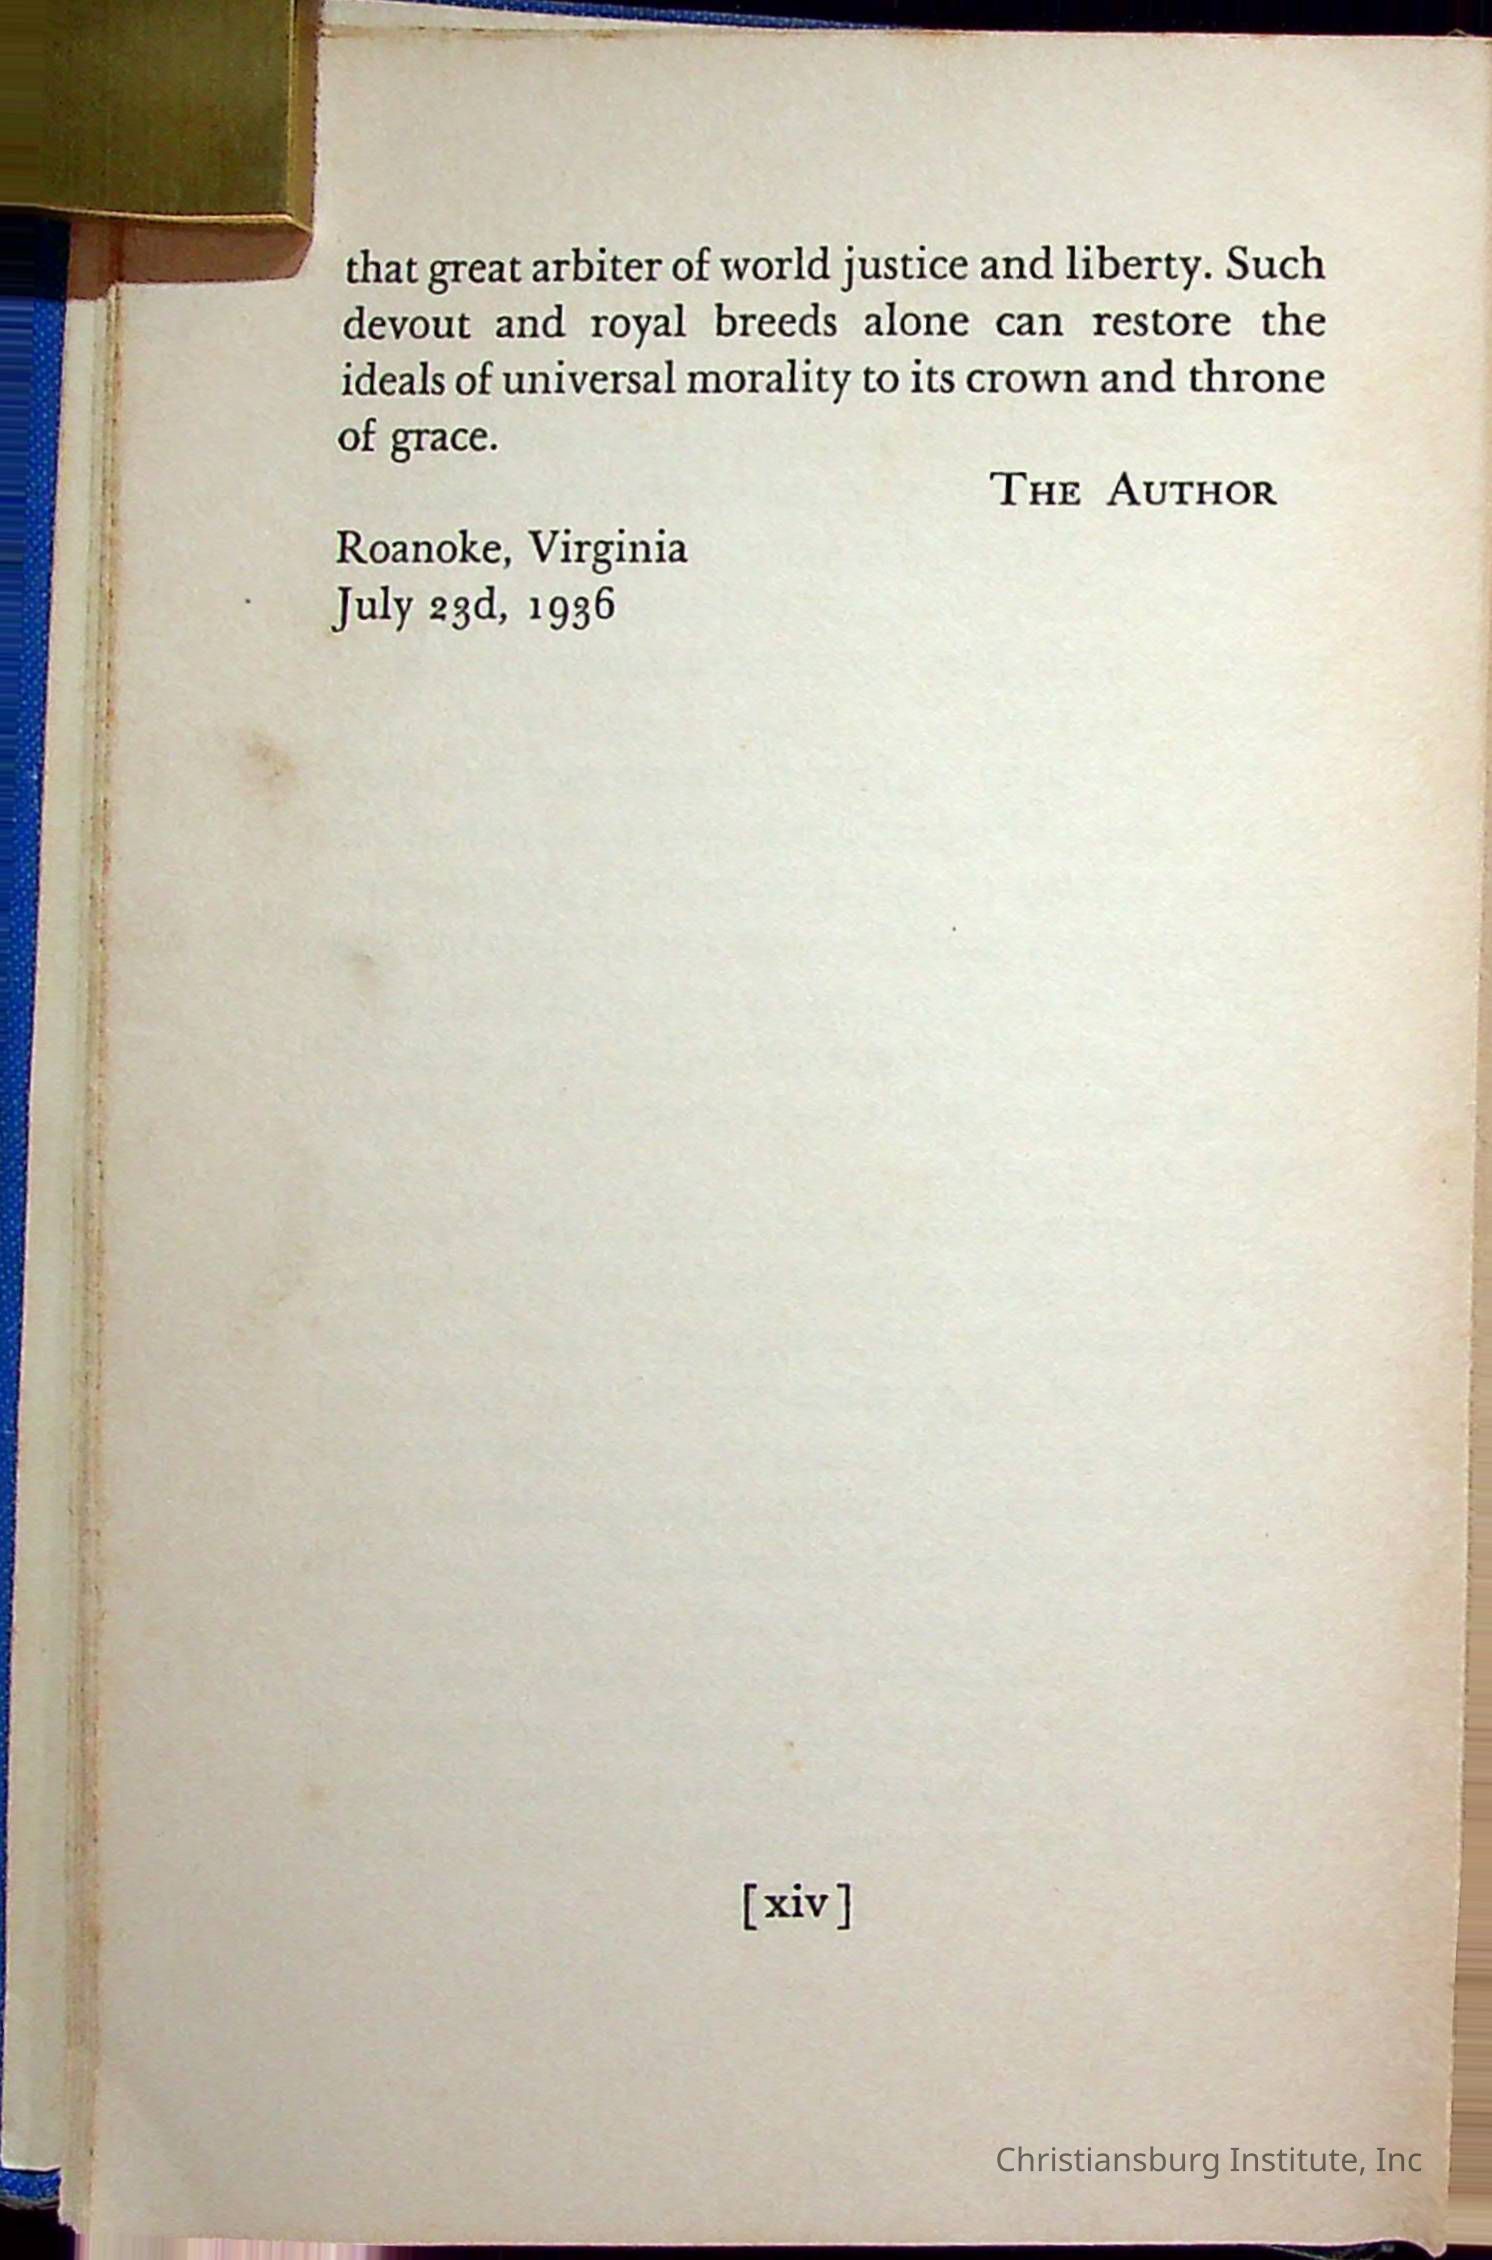 that great arbiter of world justice and liberty. Such
devout and royal breeds alone can restore the
ideals of universal morality to its crown and throne
of grace.
THE AUTHOR
Roanoke, Virginia
July 23d, 1936
[xiv]
Christiansburg Institute, Inc